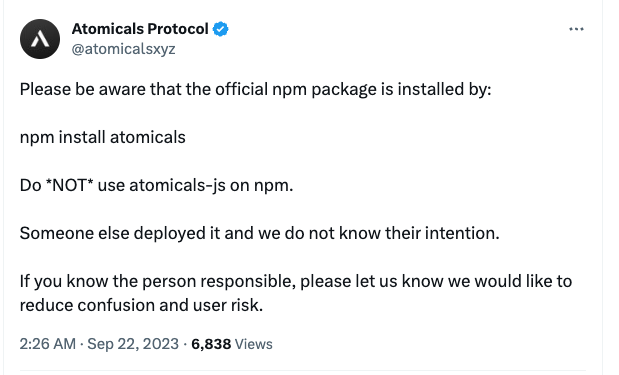 Atomicals Protocol
@atomicalsxyz
Please be aware that the official npm package is installed by:
npm install atomicals
Do *NOT* use atomicals-js on npm.
Someone else deployed it and we do not know their intention.
If you know the person responsible, please let us know we would like to
reduce confusion and user risk.
2:26 AM · Sep 22, 2023 · 6,838 Views